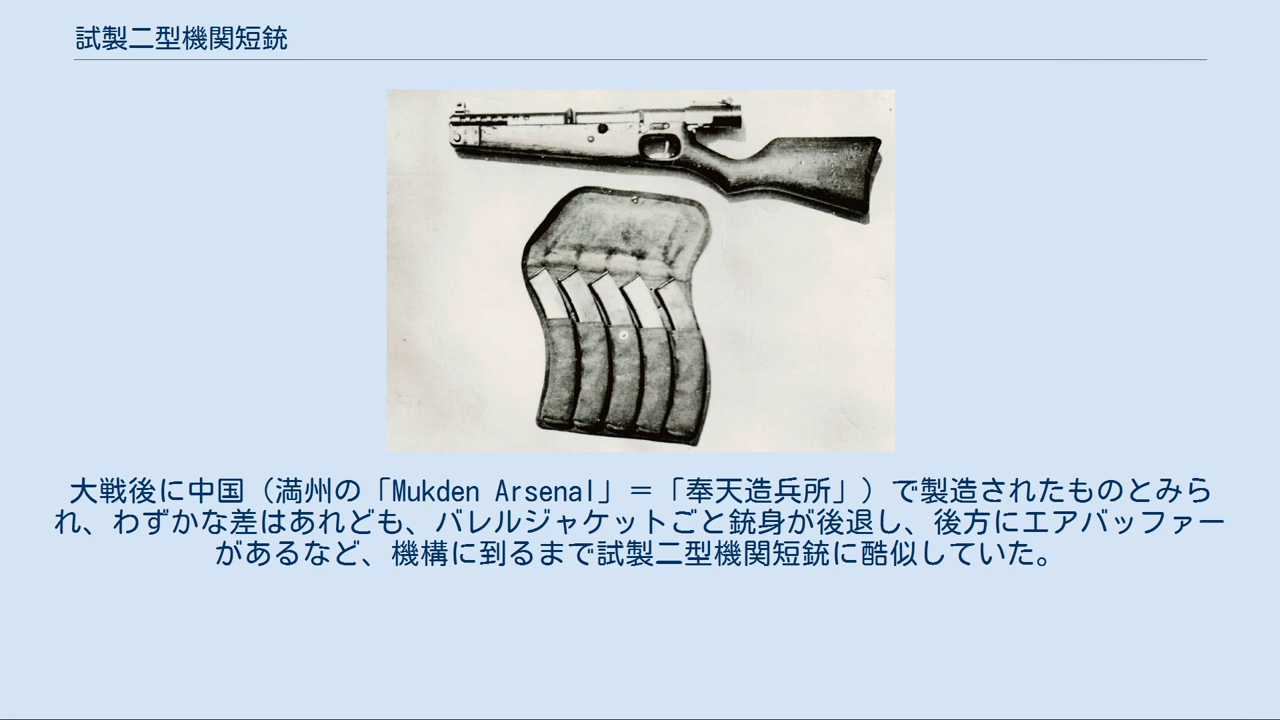 試製二型機関短銃
大戦後に中国（満州の「Mukden Arsenal」＝「奉天造兵所」）で製造されたものとみら
れ、わずかな差はあれども、バレルジャケットごと銃身が後退し、後方にエアバッファー
があるなど、機構に到るまで試製二型機関短銃に酷似していた。